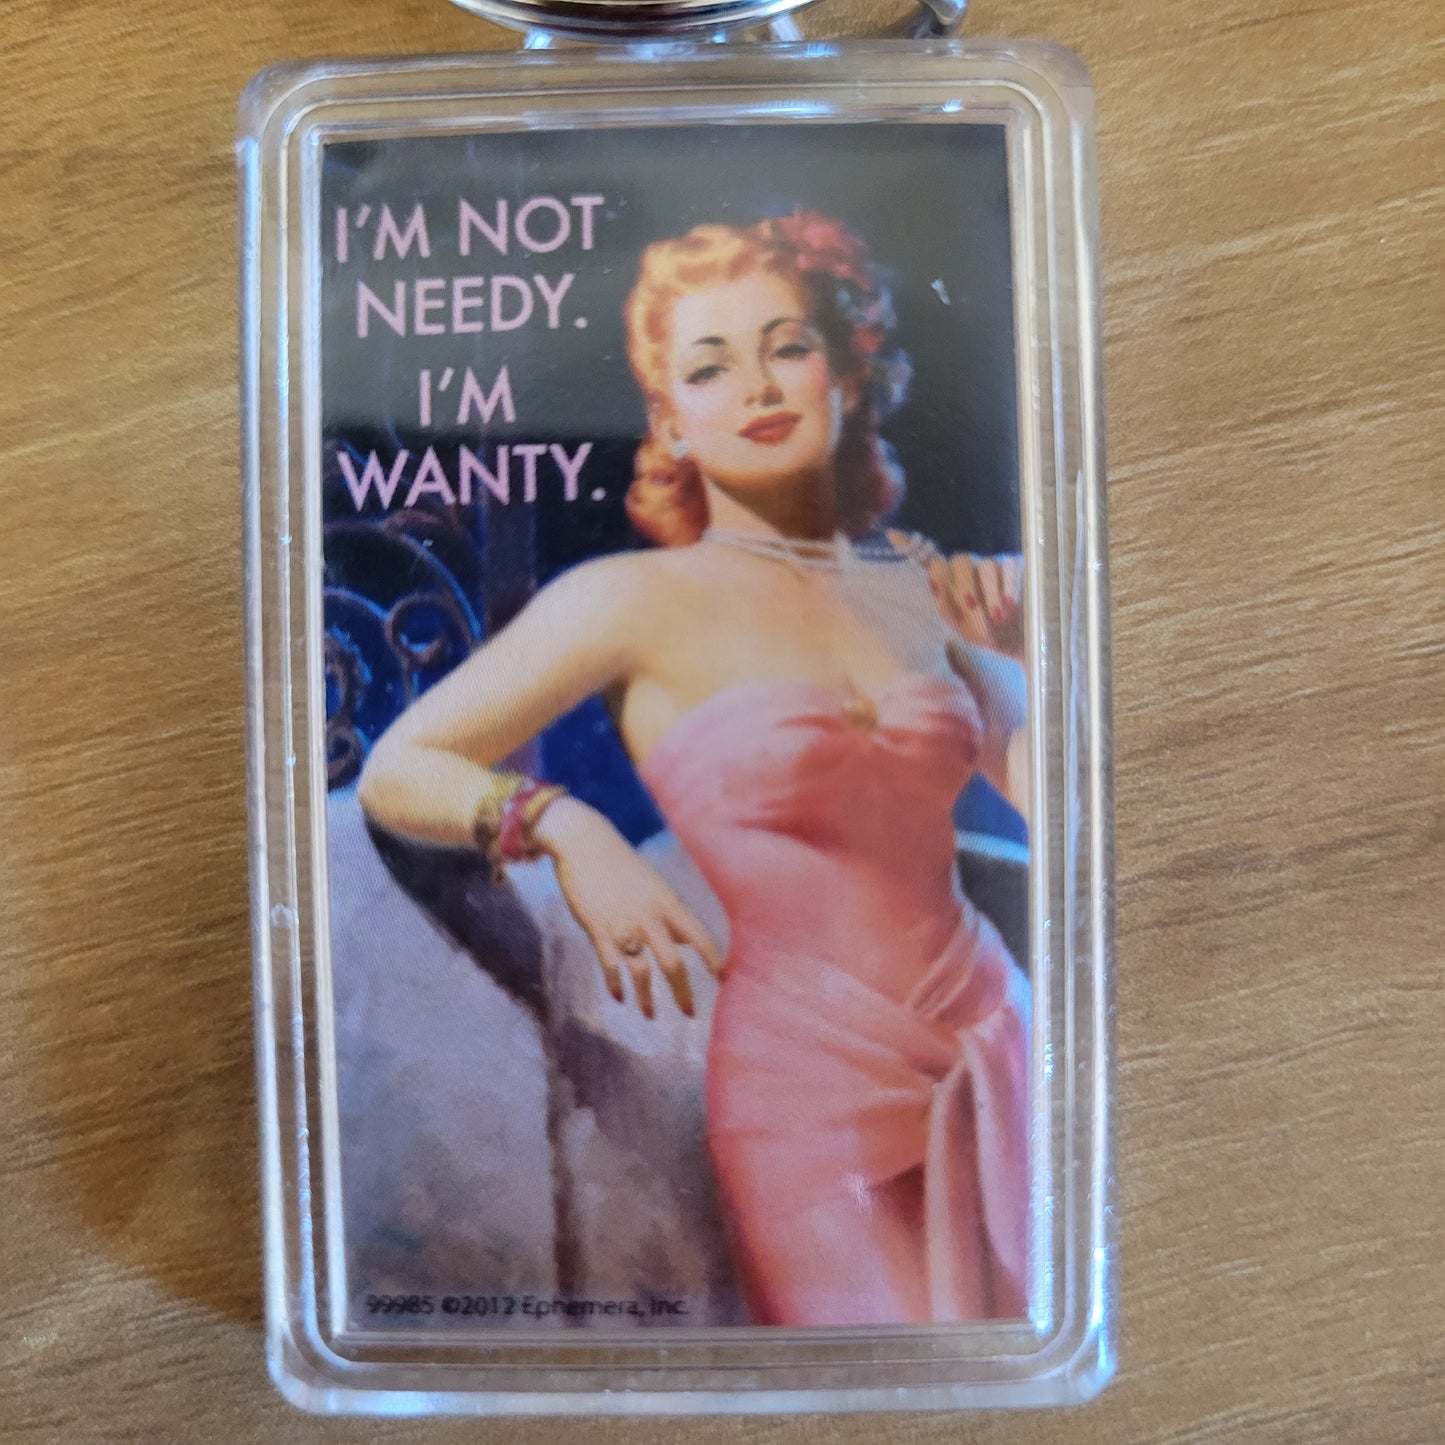 I'M NOT
NEEDY.
I'M
WANTY.
99985 ©2012 Ephemera, Inc.